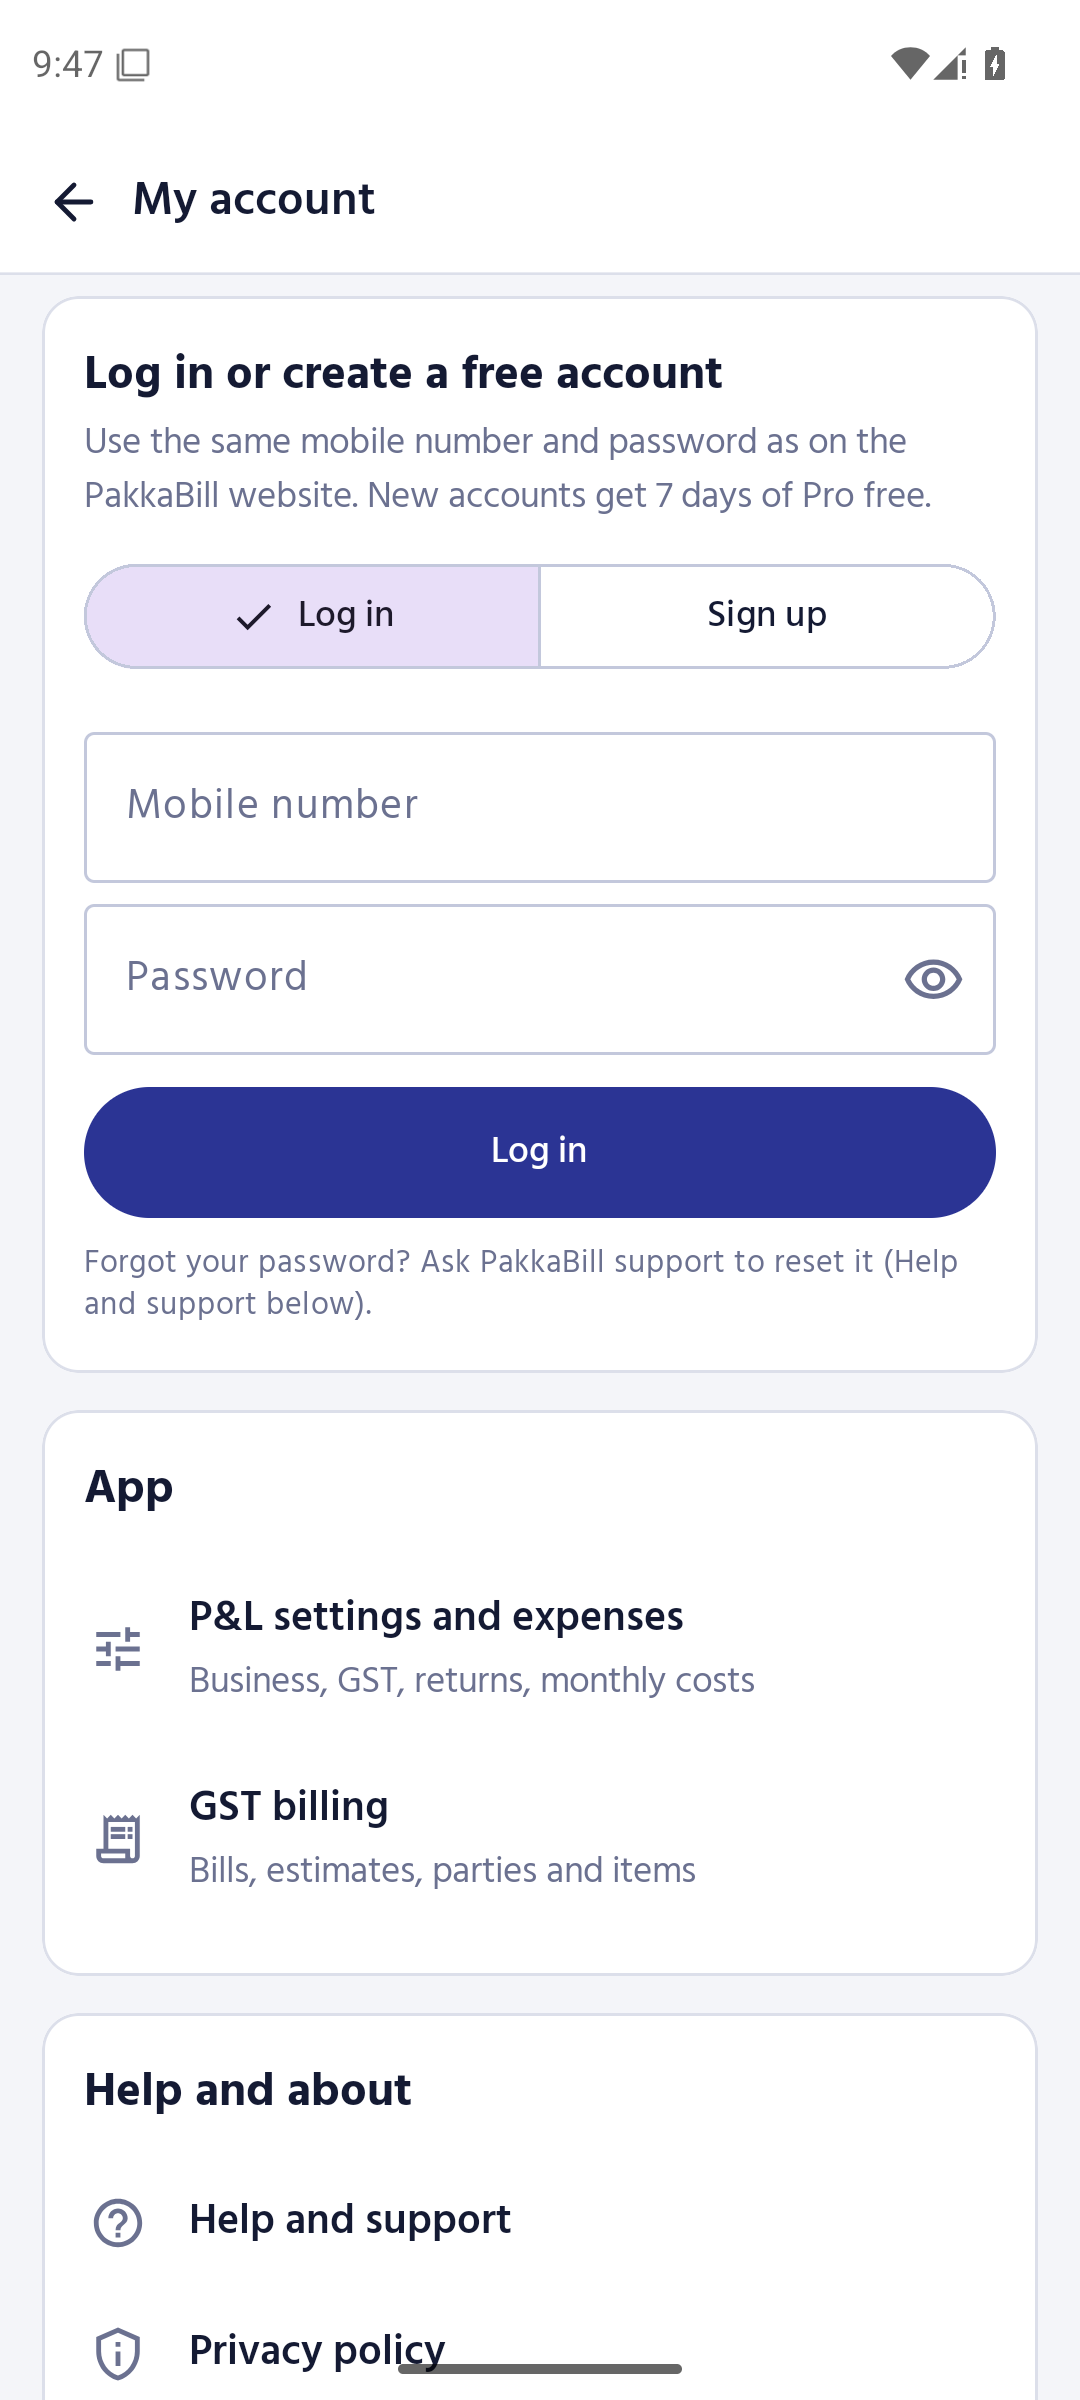 9:47
My account
Log in or create a free account
Use the same mobile number and password as on the
PakkaBill website. New accounts get 7 days of Pro free.
Log in
Sign up
Mobile number
Password
Log in
Forgot your password? Ask PakkaBill support to reset it (Help
and support below).
App
P&L settings and expenses
Business, GST, returns, monthly costs
GST billing
Bills, estimates, parties and items
Help and about
Help and support
Privacy policy